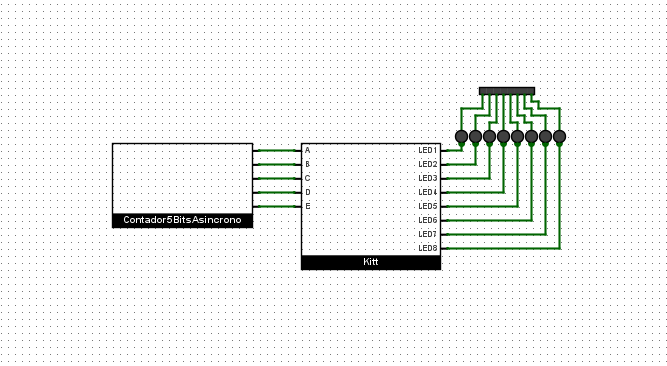 A
B
C
D
E
Contador5BitsAsincrono
LED1
LED2
LED3
LED4
LED5
LED6
LED7
LED8
Kitt